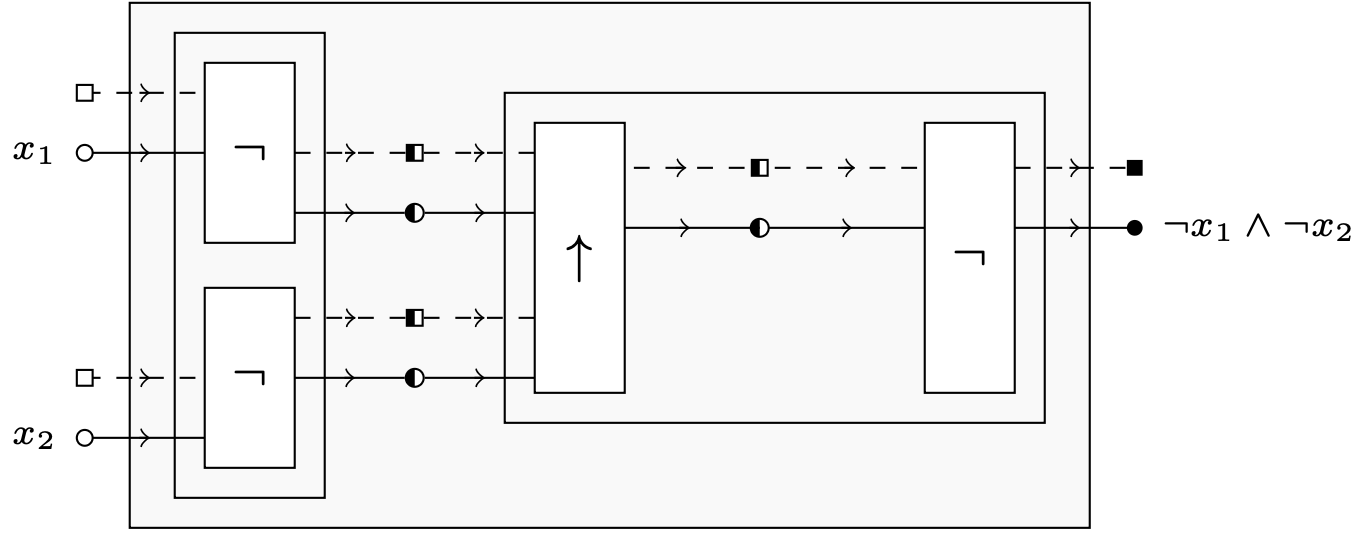 ¬
x₁
↑
¬
¬x₁ ∧ ¬x₂
¬
x₂